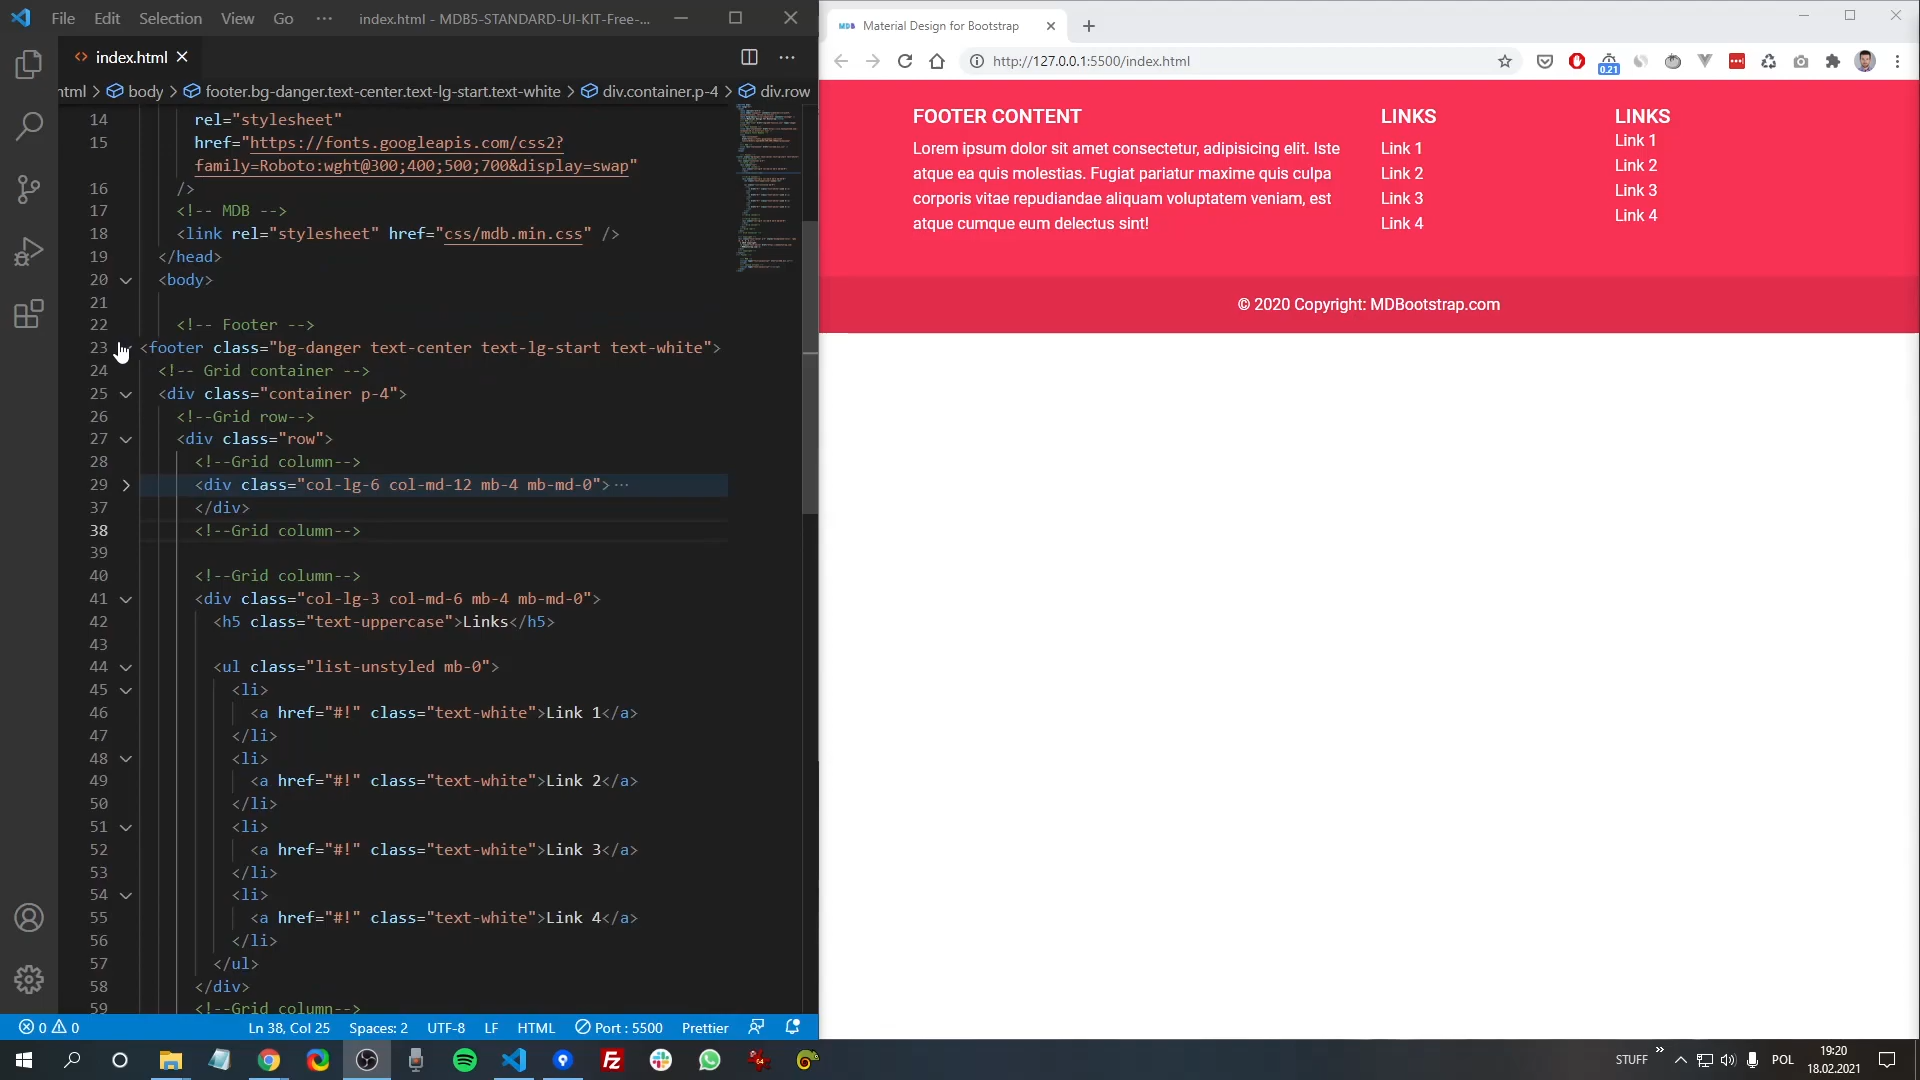 File Edit Selection View Go ··· index.html - MDB5-STANDARD-UI-KIT-Free-...
index.html
html > body > footer.bg-danger.text-center.text-lg-start.text-white > div.container.p-4 > div.row
14 rel="stylesheet"
15 href="https://fonts.googleapis.com/css2?
family=Roboto:wght@300;400;500;700&display=swap"
16 />
17 <!-- MDB -->
18 <link rel="stylesheet" href="css/mdb.min.css" />
19 </head>
20 <body>
21
22 <!-- Footer -->
23 <footer class="bg-danger text-center text-lg-start text-white">
24 <!-- Grid container -->
25 <div class="container p-4">
26 <!--Grid row-->
27 <div class="row">
28 <!--Grid column-->
29 <div class="col-lg-6 col-md-12 mb-4 mb-md-0"> ···
37 </div>
38 <!--Grid column-->
39
40 <!--Grid column-->
41 <div class="col-lg-3 col-md-6 mb-4 mb-md-0">
42 <h5 class="text-uppercase">Links</h5>
43
44 <ul class="list-unstyled mb-0">
45 <li>
46 <a href="#!" class="text-white">Link 1</a>
47 </li>
48 <li>
49 <a href="#!" class="text-white">Link 2</a>
50 </li>
51 <li>
52 <a href="#!" class="text-white">Link 3</a>
53 </li>
54 <li>
55 <a href="#!" class="text-white">Link 4</a>
56 </li>
57 </ul>
58 </div>
59 <!--Grid column-->
0 0 Ln 38, Col 25 Spaces: 2 UTF-8 LF HTML Port : 5500 Prettier
MDB Material Design for Bootstrap
http://127.0.0.1:5500/index.html
0.21
FOOTER CONTENT
Lorem ipsum dolor sit amet consectetur, adipisicing elit. Iste
atque ea quis molestias. Fugiat pariatur maxime quis culpa
corporis vitae repudiandae aliquam voluptatem veniam, est
atque cumque eum delectus sint!
LINKS
Link 1
Link 2
Link 3
Link 4
LINKS
Link 1
Link 2
Link 3
Link 4
© 2020 Copyright: MDBootstrap.com
STUFF POL 19:20
18.02.2021